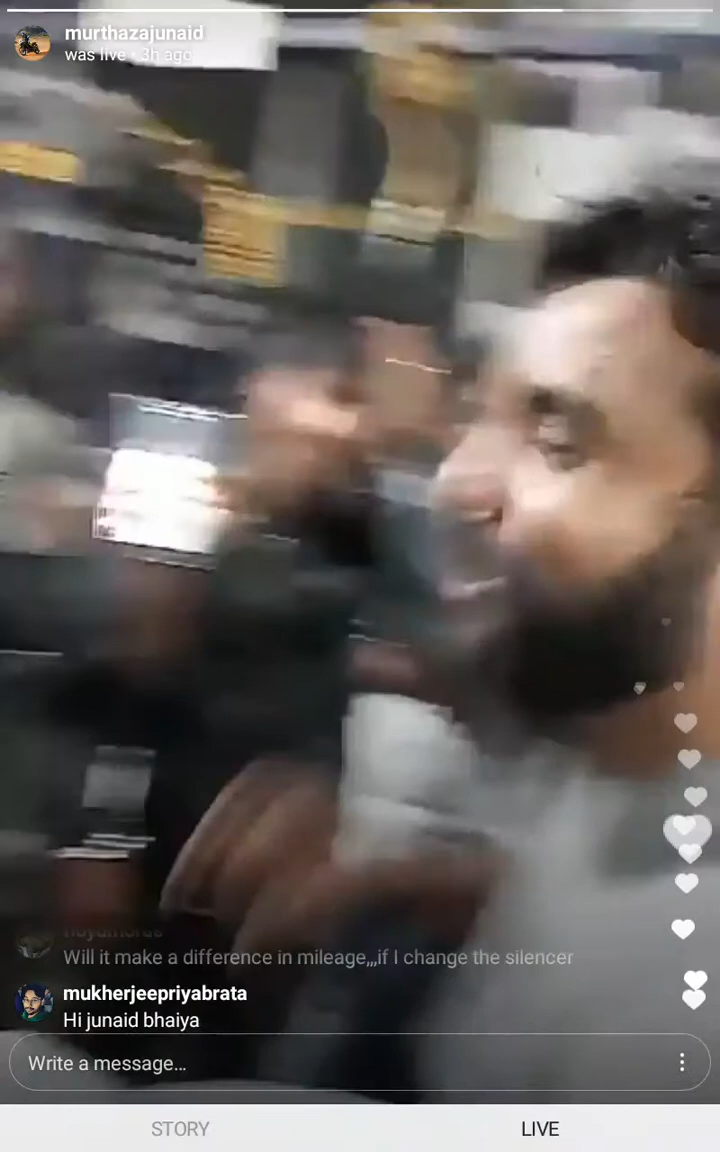 murthazajunaid
was live • 3h ago
Will it make a difference in mileage,,,if I change the silencer
mukherjeepriyabrata
Hi junaid bhaiya
Write a message...
STORY
LIVE